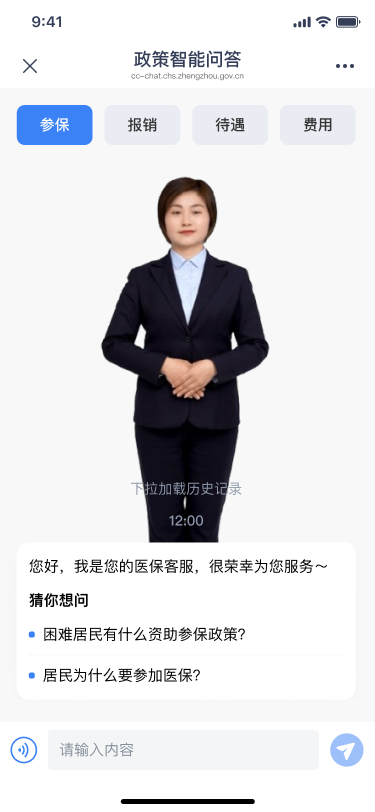 9:41
政策智能问答
cc-chat.chs.zhengzhou.gov.cn
参保
报销
待遇
费用
下拉加载历史记录
12:00
您好，我是您的医保客服，很荣幸为您服务～
猜你想问
困难居民有什么资助参保政策？
居民为什么要参加医保？
请输入内容